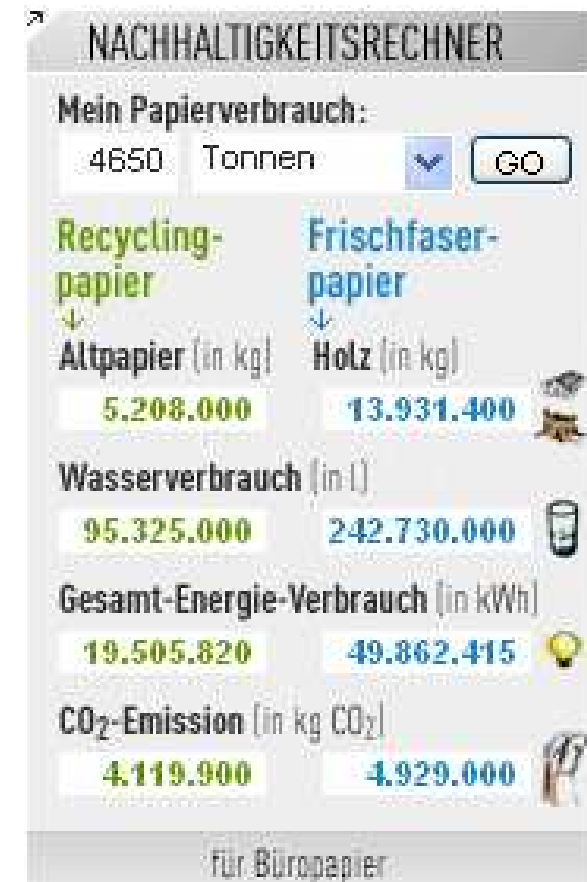 NACHHALTIGKEITSRECHNER
Mein Papierverbrauch:
4650 Tonnen GO
Recycling- Frischfaser-
papier papier
Altpapier (in kg) Holz (in kg)
5.208.000 13.931.400
Wasserverbrauch (in l)
95.325.000 242.730.000
Gesamt-Energie-Verbrauch (in kWh)
19.505.820 49.862.415
CO₂-Emission (in kg CO₂)
4.119.900 4.929.000
für Büropapier